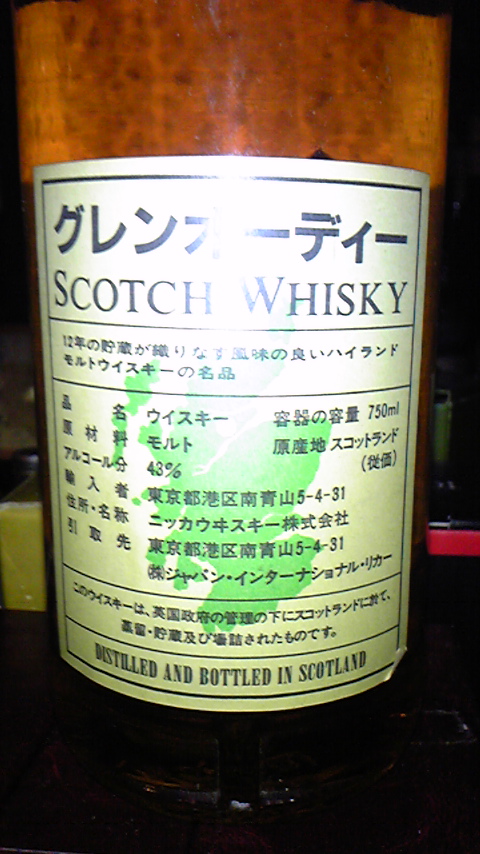 グレンオーディー
SCOTCH WHISKY
12年の貯蔵が織りなす風味の良いハイランド
モルトウイスキーの名品
品名 ウイスキー 容器の容量 750ml
原材料 モルト 原産地 スコットランド
アルコール分 43% (従価)
輸入者 東京都港区南青山5-4-31
住所・名称 ニッカウヰスキー株式会社
引取先 東京都港区南青山5-4-31
㈱ジャパン・インターナショナル・リカー
このウイスキーは、英国政府の管理の下にスコットランドに於て、
蒸留・貯蔵及び壜詰されたものです。
DISTILLED AND BOTTLED IN SCOTLAND